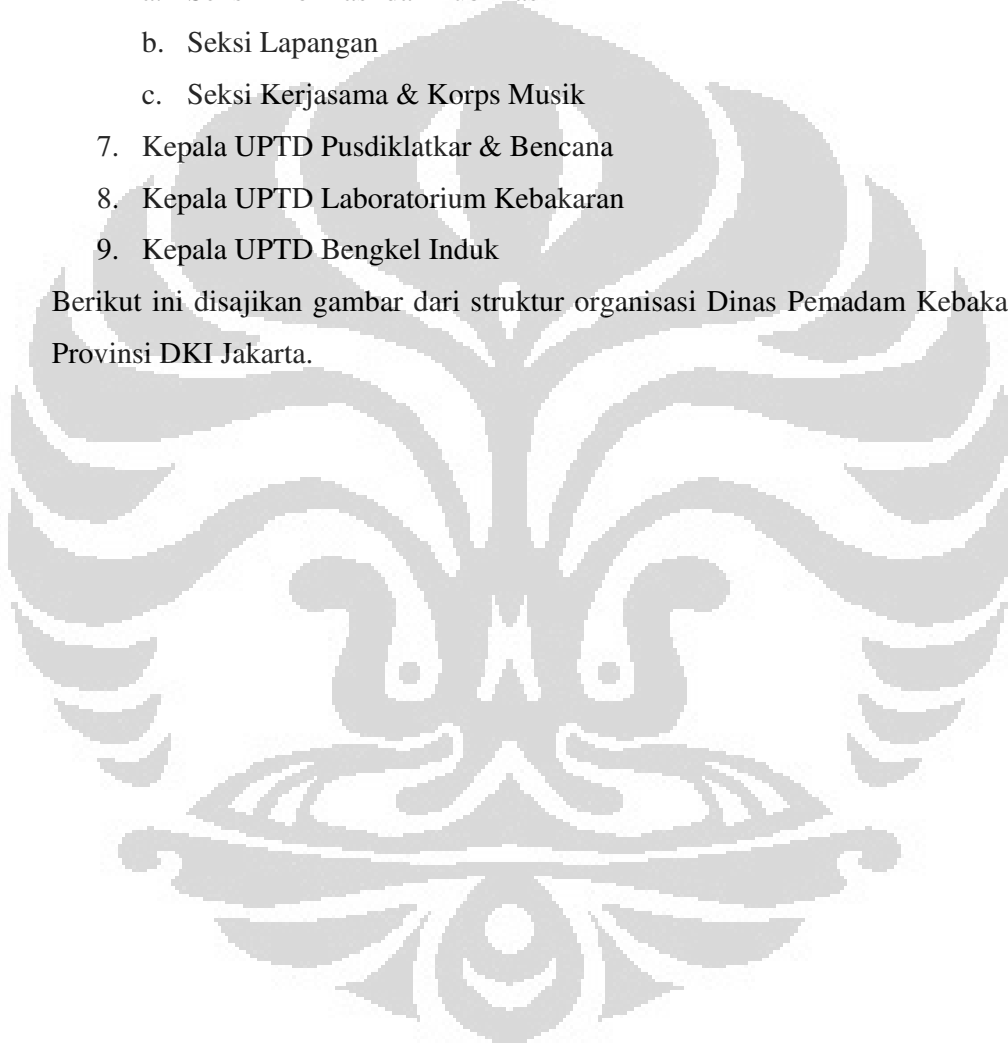 b. Seksi Lapangan
c. Seksi Kerjasama & Korps Musik
7. Kepala UPTD Pusdiklatkar & Bencana
8. Kepala UPTD Laboratorium Kebakaran
9. Kepala UPTD Bengkel Induk
Berikut ini disajikan gambar dari struktur organisasi Dinas Pemadam Kebaka
Provinsi DKI Jakarta.